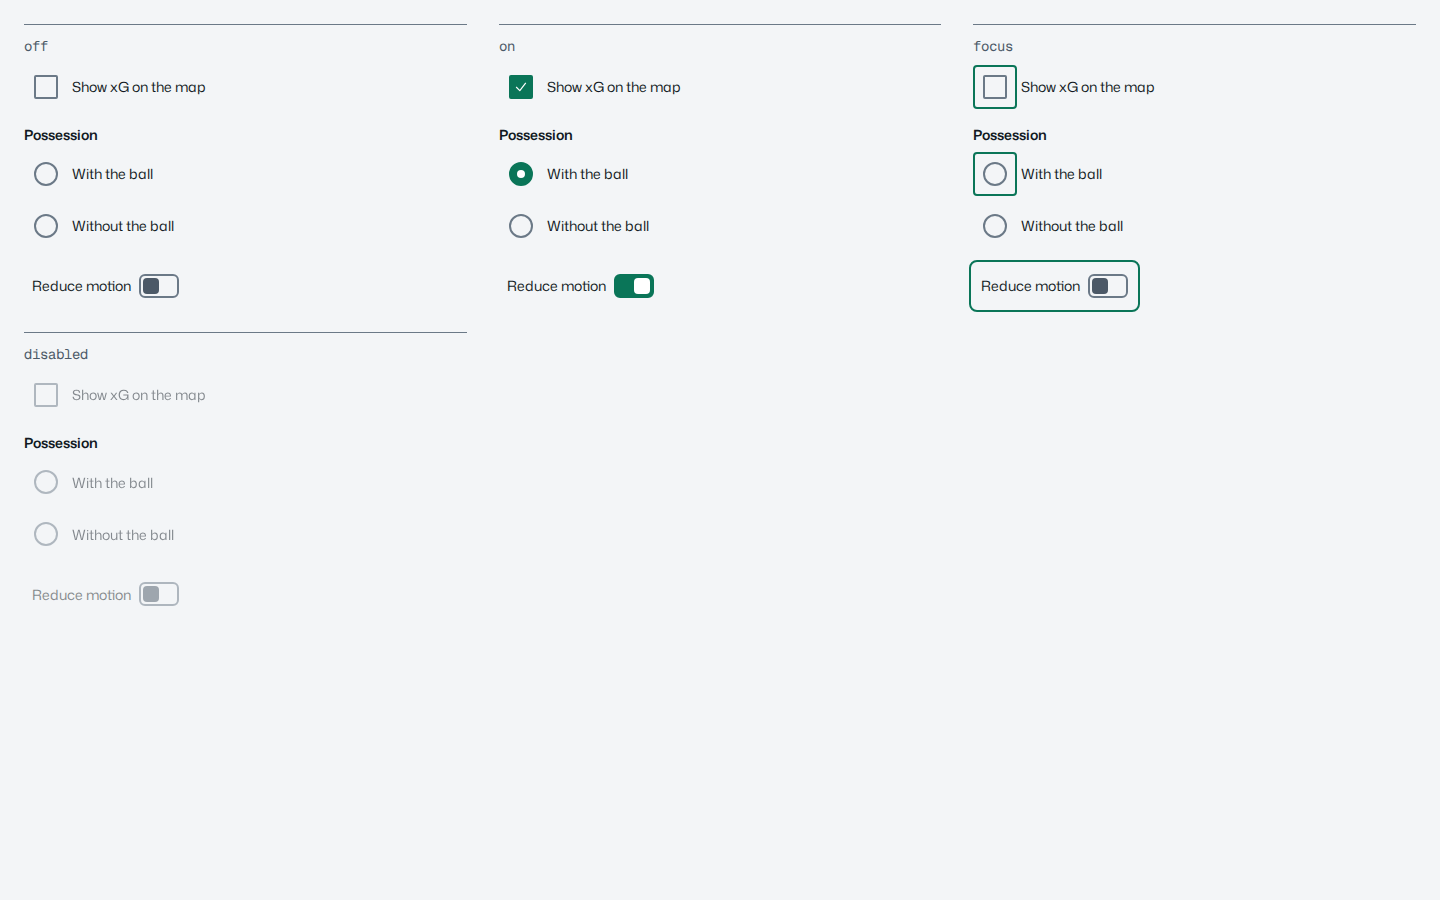 off
Show xG on the map
Possession
With the ball
Without the ball
Reduce motion
on
Show xG on the map
Possession
With the ball
Without the ball
Reduce motion
focus
Show xG on the map
Possession
With the ball
Without the ball
Reduce motion
disabled
Show xG on the map
Possession
With the ball
Without the ball
Reduce motion